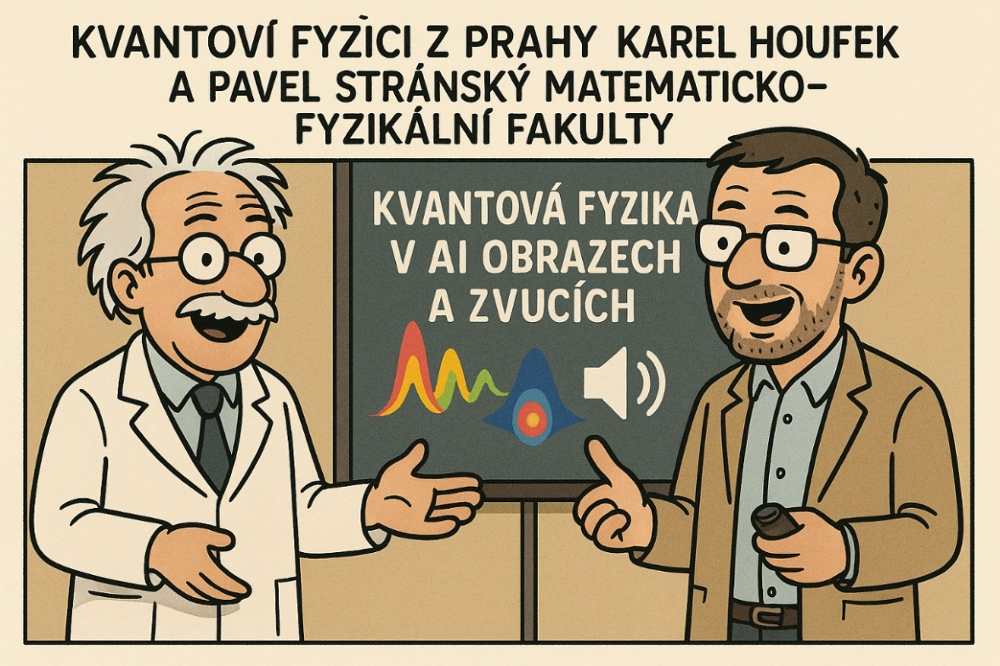 KVANTOVÍ FYZICI Z PRAHY KAREL HOUFEK
A PAVEL STRÁNSKÝ MATEMATICKO-
FYZIKÁLNÍ FAKULTY
KVANTOVÁ FYZIKA
V AI OBRAZECH
A ZVUCÍCH